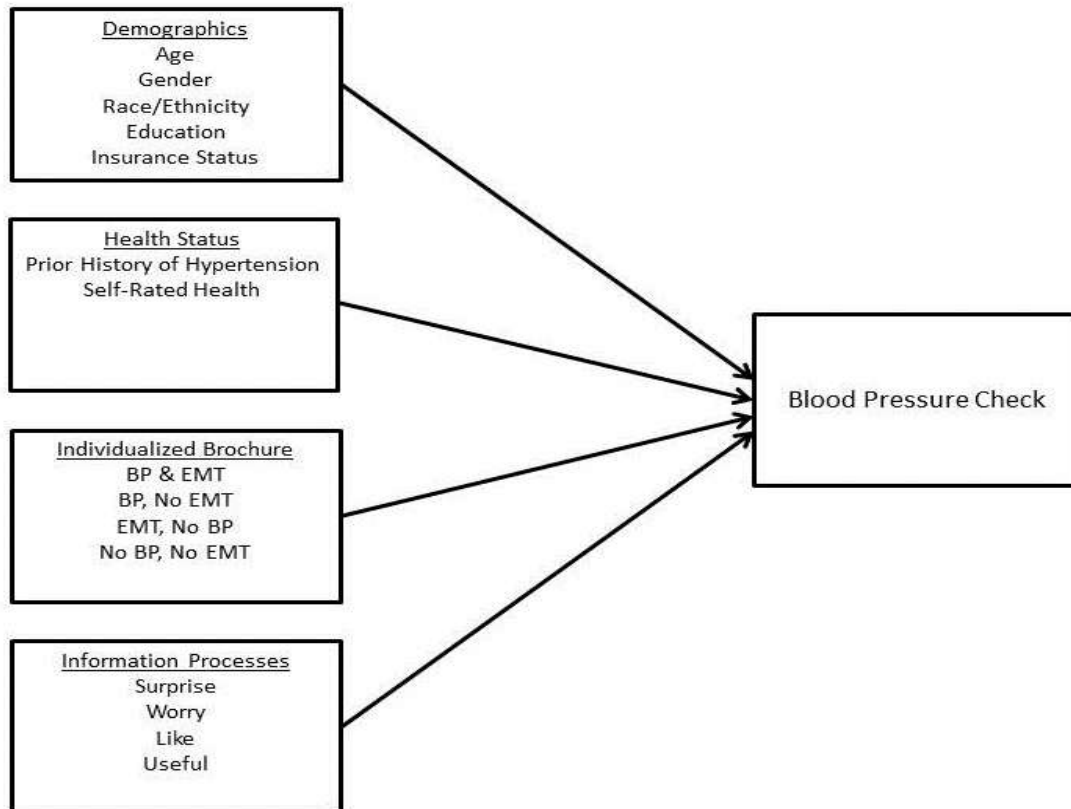 Demographics
Age
Gender
Race/Ethnicity
Education
Insurance Status
Health Status
Prior History of Hypertension
Self-Rated Health
Individualized Brochure
BP & EMT
BP, No EMT
EMT, No BP
No BP, No EMT
Information Processes
Surprise
Worry
Like
Useful
Blood Pressure Check